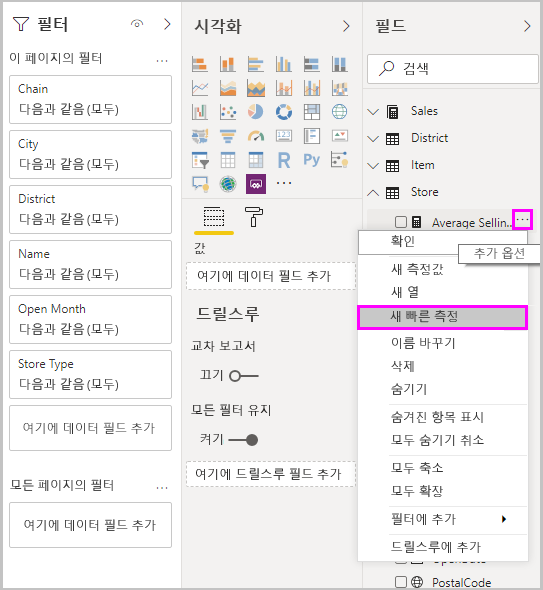 필터
이 페이지의 필터
Chain
다음과 같음(모두)
City
다음과 같음(모두)
District
다음과 같음(모두)
Name
다음과 같음(모두)
Open Month
다음과 같음(모두)
Store Type
다음과 같음(모두)
여기에 데이터 필드 추가
모든 페이지의 필터
여기에 데이터 필드 추가
시각화
123
R
Py
값
여기에 데이터 필드 추가
드릴스루
교차 보고서
끄기
모든 필터 유지
켜기
여기에 드릴스루 필드 추가
필드
검색
Sales
District
Item
Store
Average Sellin...
확인
추가 옵션
새 측정값
새 열
새 빠른 측정
이름 바꾸기
삭제
숨기기
숨겨진 항목 표시
모두 숨기기 취소
모두 축소
모두 확장
필터에 추가
드릴스루에 추가
PostalCode